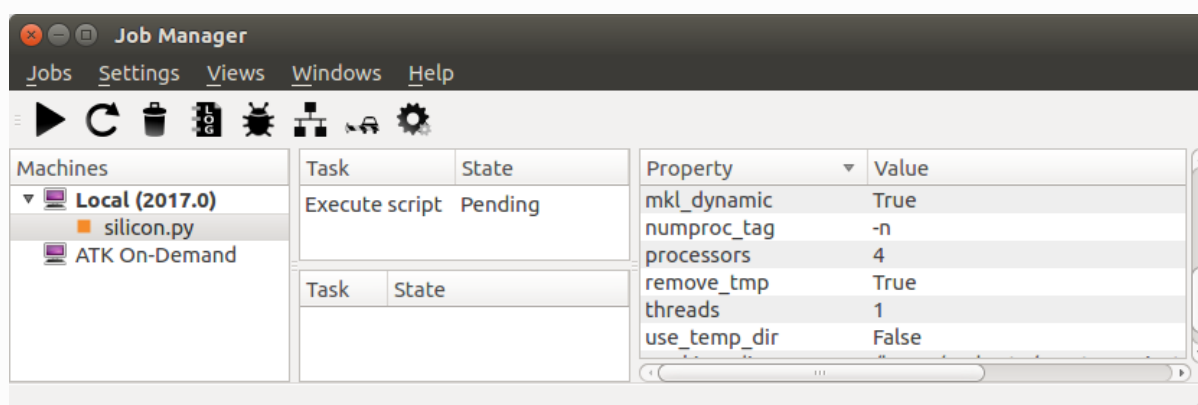 Job Manager
Jobs Settings Views Windows Help
LOG
Machines
Local (2017.0)
silicon.py
ATK On-Demand
Task State
Execute script Pending
Task State
Property Value
mkl_dynamic True
numproc_tag -n
processors 4
remove_tmp True
threads 1
use_temp_dir False